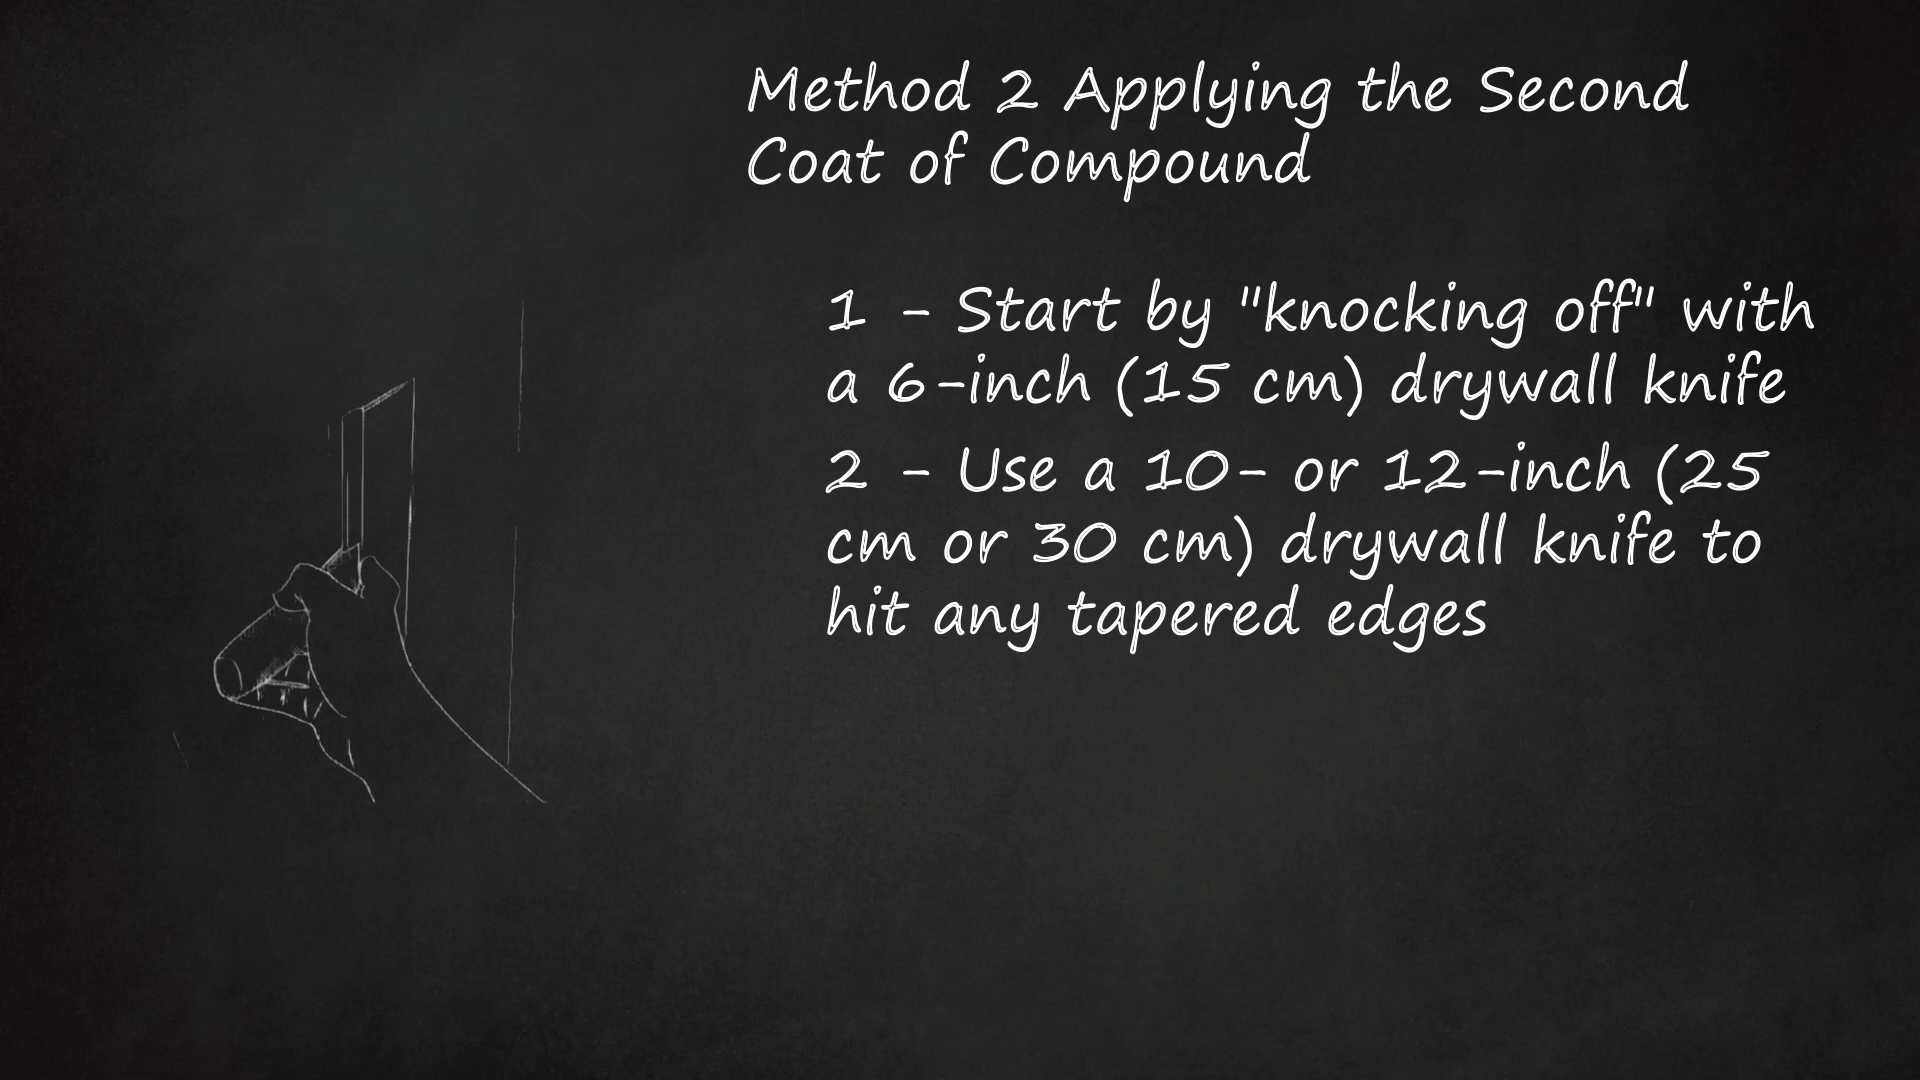 Method 2 Applying the Second
Coat of Compound
1 - Start by "knocking off" with
a 6-inch (15 cm) drywall knife
2 - Use a 10- or 12-inch (25
cm or 30 cm) drywall knife to
hit any tapered edges